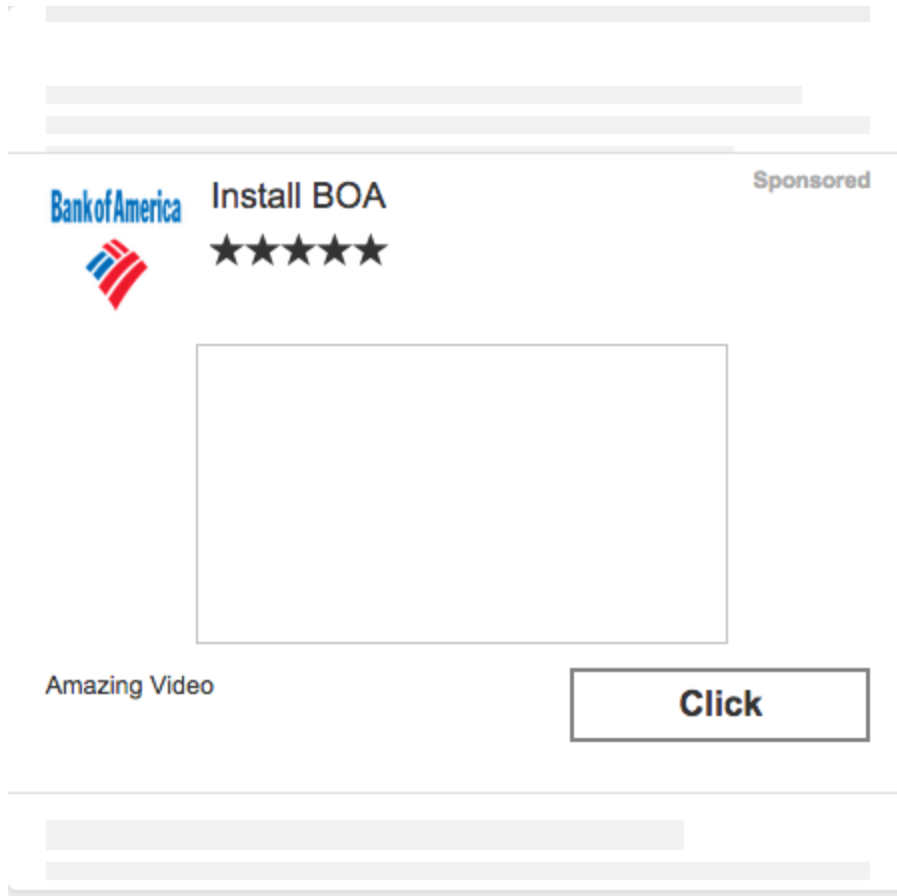 Sponsored
Bank of America
Install BOA
★★★★★
Amazing Video
Click